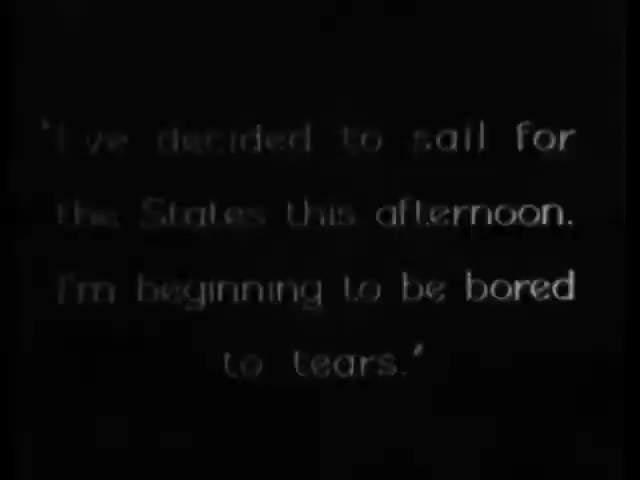 'I've decided to sail for
the States this afternoon.
I'm beginning to be bored
to tears.'